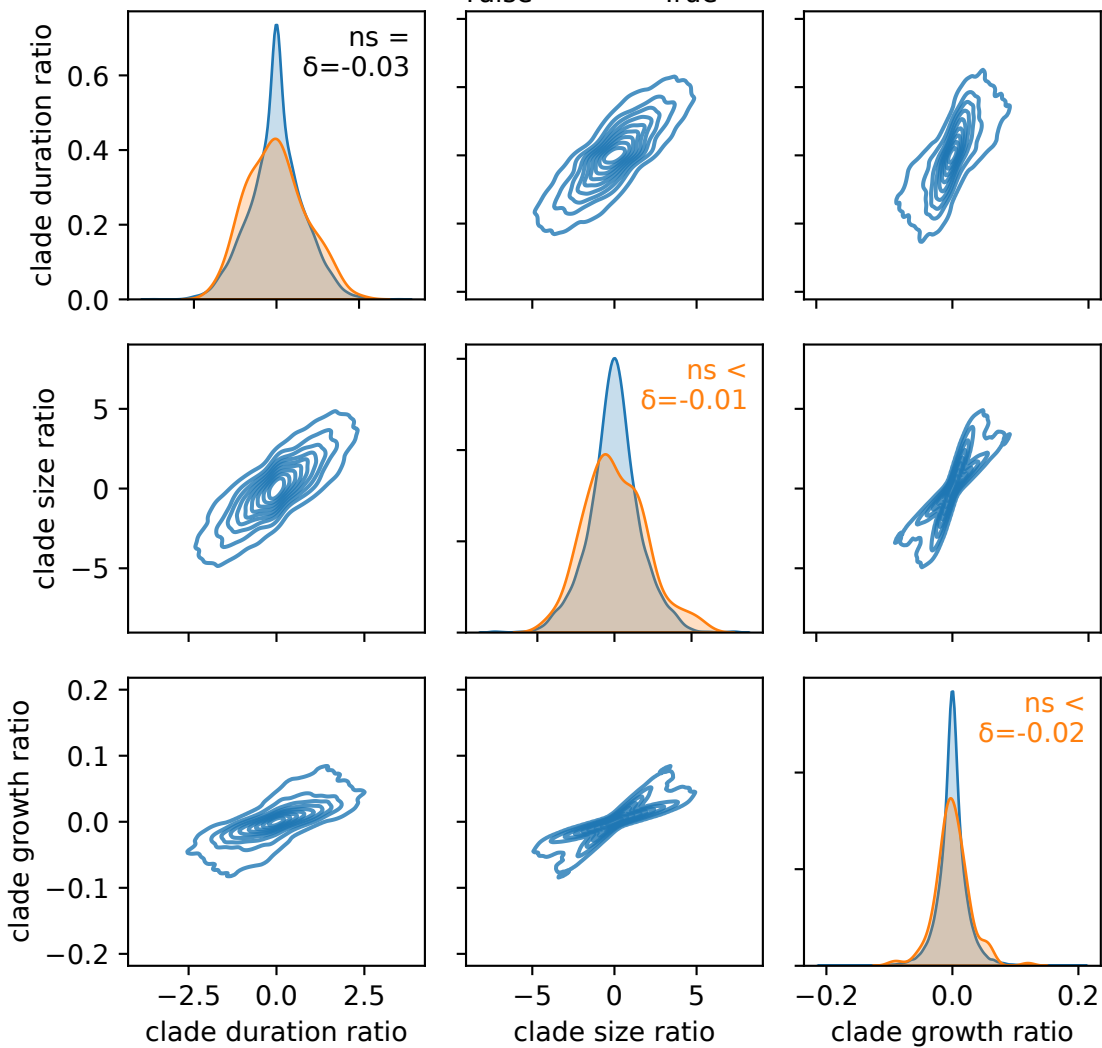 clade duration ratio
0.6
0.4
0.2
0.0
ns =
δ=-0.03
clade size ratio
5
0
−5
ns <
δ=-0.01
clade growth ratio
0.2
0.1
0.0
−0.1
−0.2
ns <
δ=-0.02
−2.5 0.0 2.5
−5 0 5
−0.2 0.0 0.2
clade duration ratio
clade size ratio
clade growth ratio